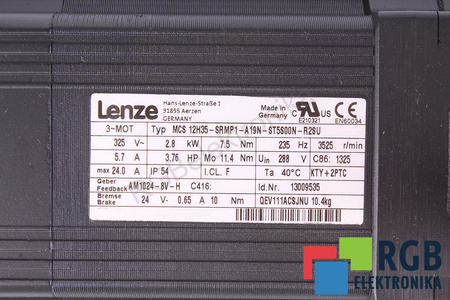 Lenze
Hans-Lenze-Straße 1
31855 Aerzen
GERMANY
Made in
Germany
c UR us
E210321
CE
EN60034
3~MOT Typ MCS 12H35-SRMP1-A19N-ST5S00N-R2SU
325 V~ 2.8 kW 7.5 Nm 235 Hz 3525 r/min
5.7 A 3.76 HP Mo 11.4 Nm Uin 288 V C86: 1325
max 24.0 A IP 54 I.CL. F Ta 40°C KTY+2PTC
Geber
Feedback AM1024-8V-H C416: Id.Nr. 13009535
Bremse
Brake 24 V- 0.65 A 10 Nm QEV111ACSJNU 10.4kg
RGB
ELEKTRONIKA